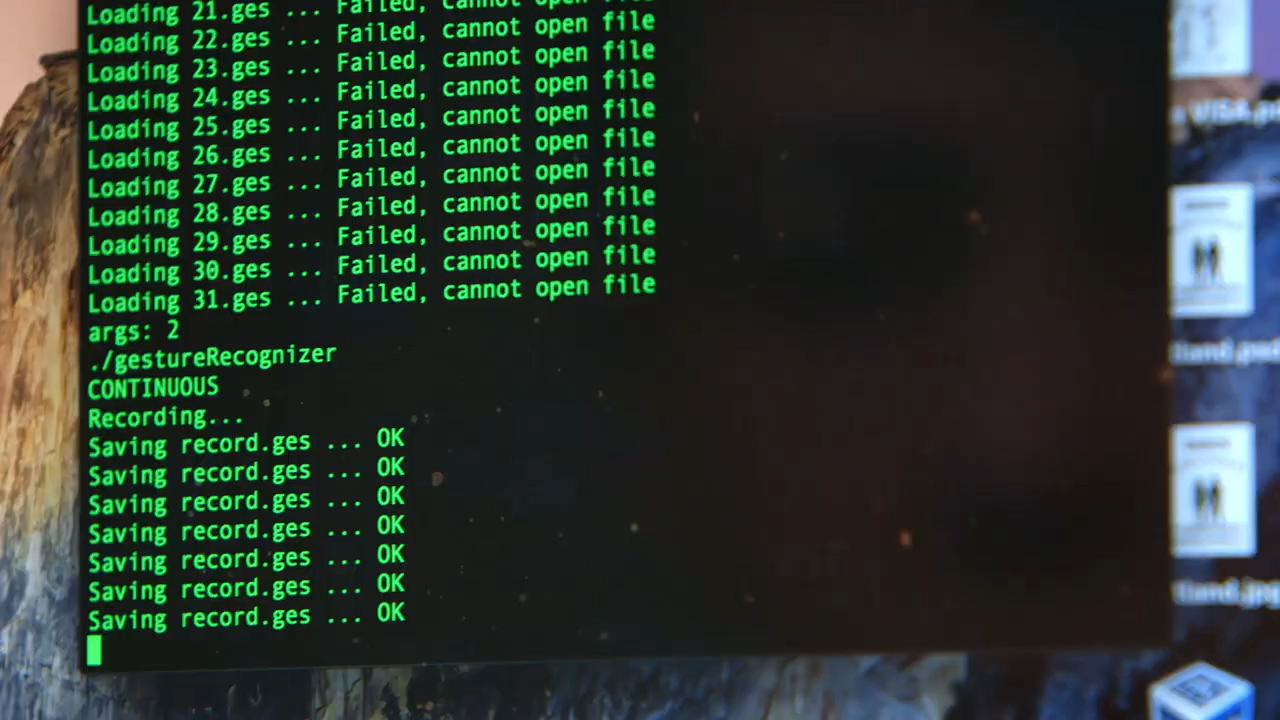 Loading 21.ges ... Failed, cannot open file
Loading 22.ges ... Failed, cannot open file
Loading 23.ges ... Failed, cannot open file
Loading 24.ges ... Failed, cannot open file
Loading 25.ges ... Failed, cannot open file
Loading 26.ges ... Failed, cannot open file
Loading 27.ges ... Failed, cannot open file
Loading 28.ges ... Failed, cannot open file
Loading 29.ges ... Failed, cannot open file
Loading 30.ges ... Failed, cannot open file
Loading 31.ges ... Failed, cannot open file
args: 2
./gestureRecognizer
CONTINUOUS
Recording...
Saving record.ges ... OK
Saving record.ges ... OK
Saving record.ges ... OK
Saving record.ges ... OK
Saving record.ges ... OK
Saving record.ges ... OK
Saving record.ges ... OK
VISA